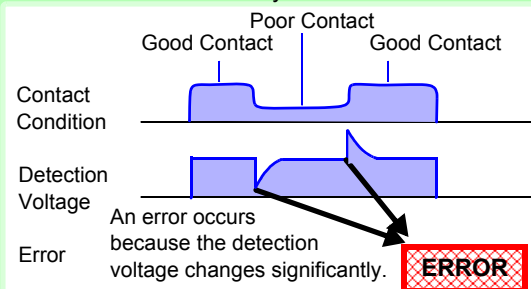 Poor Contact
Good Contact
Good Contact
Contact
Condition
Detection
Voltage
An error occurs
because the detection
voltage changes significantly.
Error
ERROR